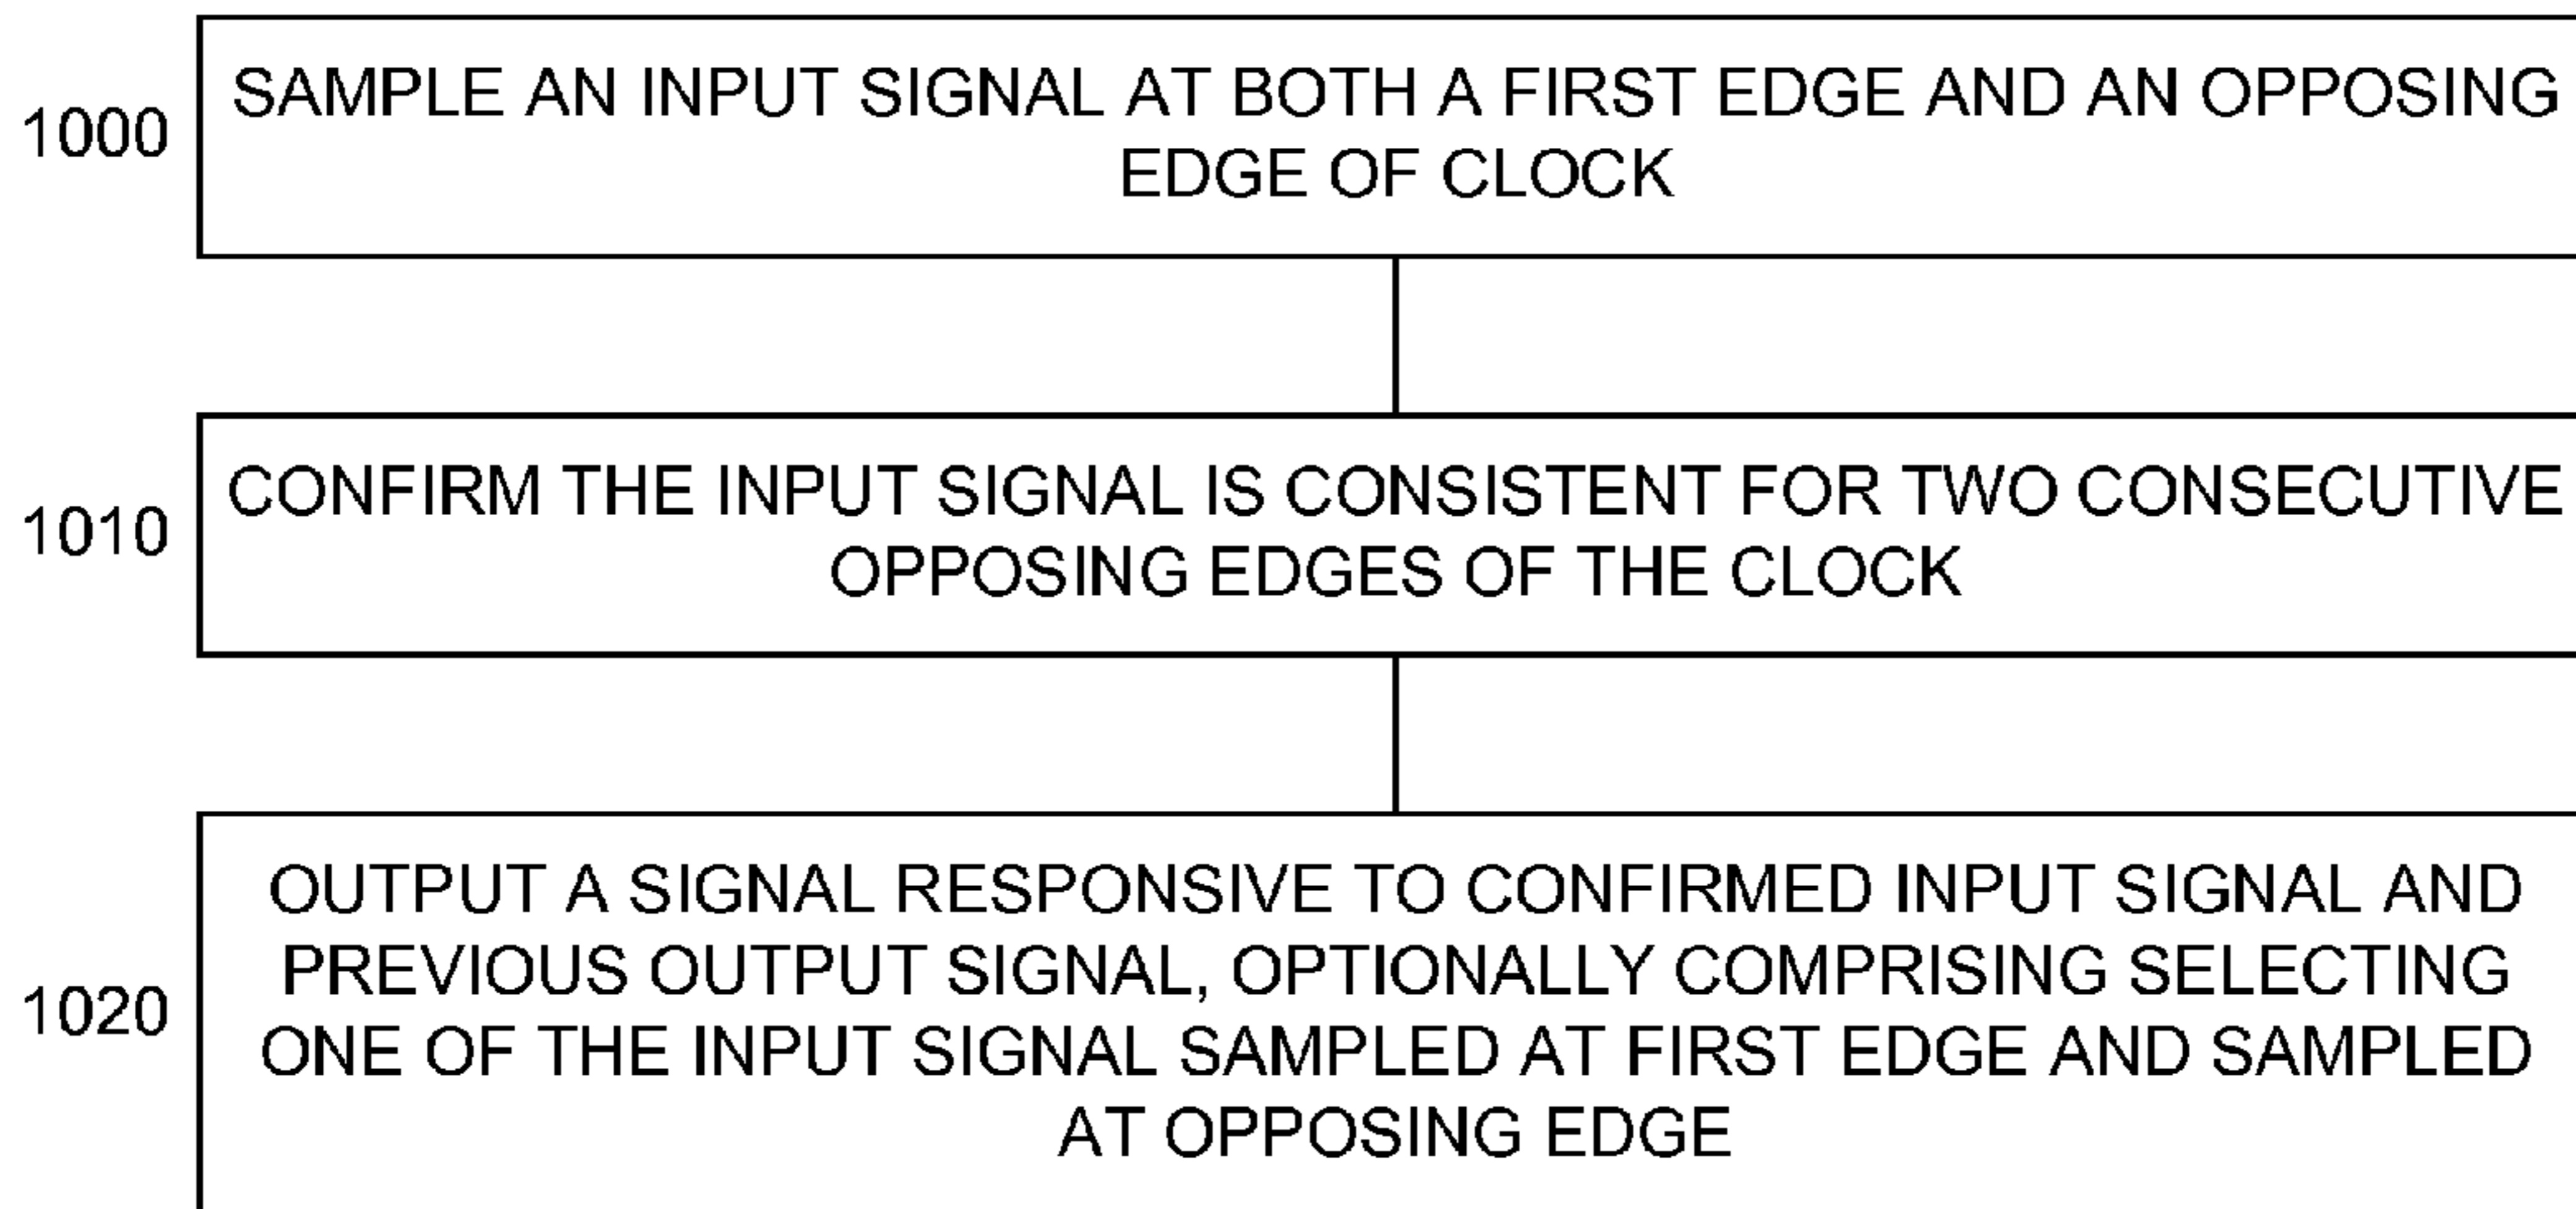 1000
SAMPLE AN INPUT SIGNAL AT BOTH A FIRST EDGE AND AN OPPOSING
EDGE OF CLOCK
1010
CONFIRM THE INPUT SIGNAL IS CONSISTENT FOR TWO CONSECUTIVE
OPPOSING EDGES OF THE CLOCK
1020
OUTPUT A SIGNAL RESPONSIVE TO CONFIRMED INPUT SIGNAL AND
PREVIOUS OUTPUT SIGNAL, OPTIONALLY COMPRISING SELECTING
ONE OF THE INPUT SIGNAL SAMPLED AT FIRST EDGE AND SAMPLED
AT OPPOSING EDGE